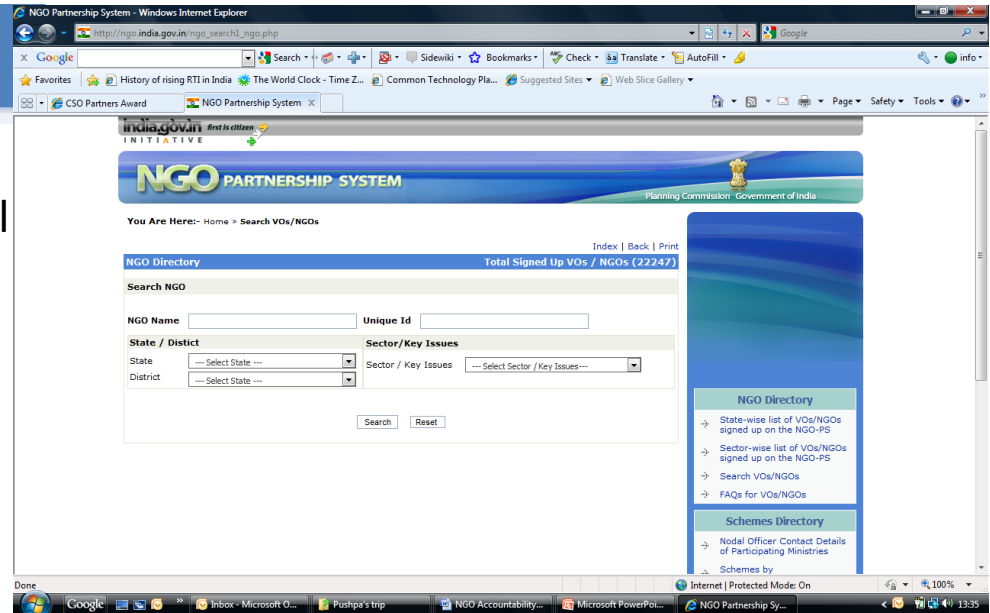 NGO Partnership System - Windows Internet Explorer
http://ngo.india.gov.in/ngo_search1_ngo.php
Google
x Google Search Sidewiki Bookmarks Check Translate AutoFill info
Favorites History of rising RTI in India The World Clock - Time Z... Common Technology Pla... Suggested Sites Web Slice Gallery
CSO Partners Award NGO Partnership System X Page Safety Tools »
india.gov.in first is citizen
INITIATIVE
NGO PARTNERSHIP SYSTEM
Planning Commission Government of India
You Are Here:- Home » Search VOs/NGOs
Index | Back | Print
NGO Directory Total Signed Up VOs / NGOs (22247)
Search NGO
NGO Name Unique Id
State / Distict Sector/Key Issues
State --- Select State --- Sector / Key Issues --- Select Sector / Key Issues---
District --- Select State ---
Search Reset
NGO Directory
State-wise list of VOs/NGOs
signed up on the NGO-PS
Sector-wise list of VOs/NGOs
signed up on the NGO-PS
Search VOs/NGOs
FAQs for VOs/NGOs
Schemes Directory
Nodal Officer Contact Details
of Participating Ministries
Schemes by
Done Internet | Protected Mode: On 100%
Google » Inbox - Microsoft O... Pushpa's trip NGO Accountability... Microsoft PowerPoi... NGO Partnership Sy... 13:35